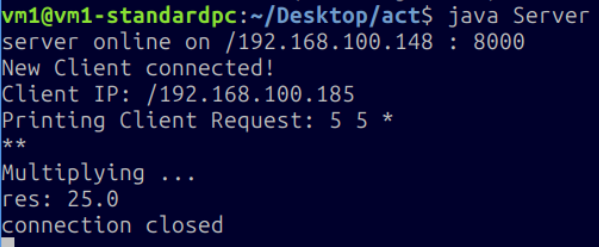 vm1@vm1-standardpc:~/Desktop/act$ java Server
server online on /192.168.100.148 : 8000
New Client connected!
Client IP: /192.168.100.185
Printing Client Request: 5 5 *
**
Multiplying ...
res: 25.0
connection closed